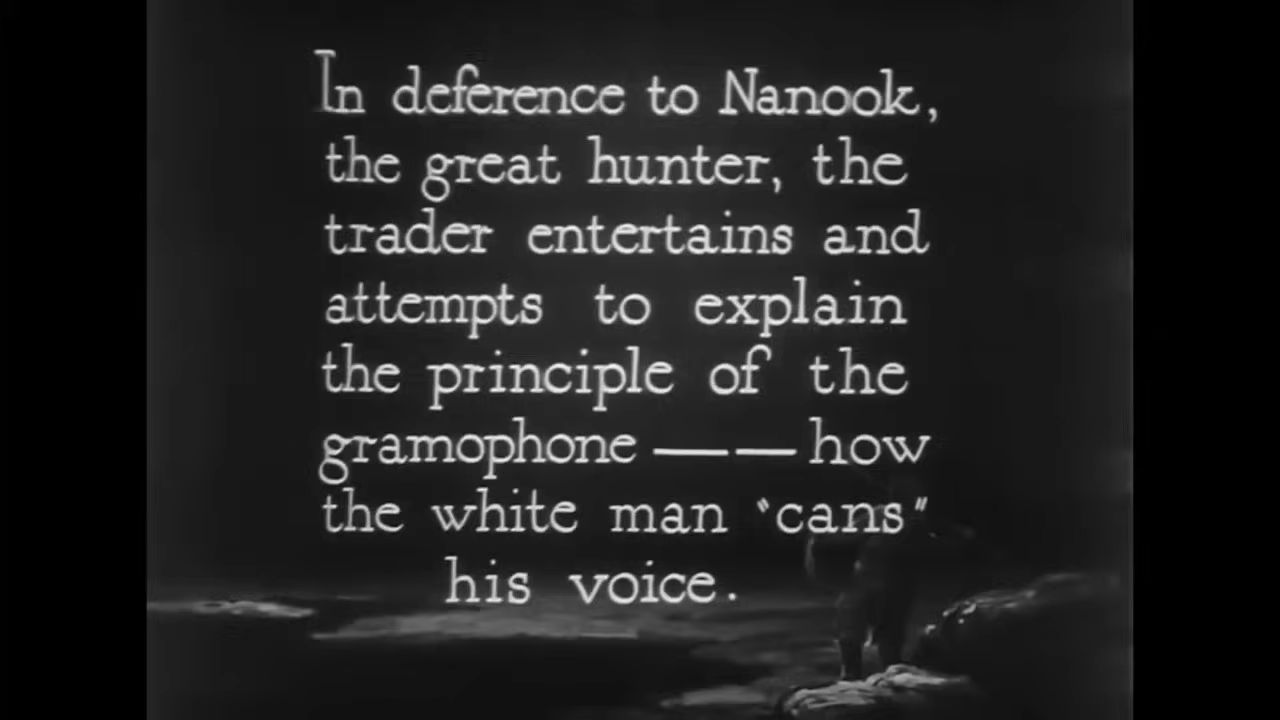 In deference to Nanook,
the great hunter, the
trader entertains and
attempts to explain
the principle of the
gramophone —— how
the white man "cans"
his voice.